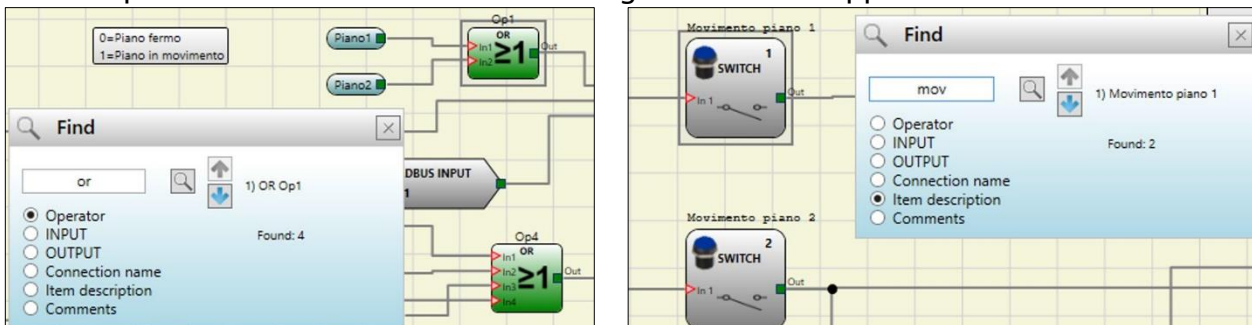 0=Piano fermo
1=Piano in movimento
Piano1
Piano2
Op1
OR
In1
In2
≥1
Out
Find
or
1) OR Op1
Found: 4
Operator
INPUT
OUTPUT
Connection name
Item description
Comments
DBUS INPUT
1
Op4
OR
In1
In2
In3
In4
≥1
Out
Movimento piano 1
1
SWITCH
In 1
Out
Find
mov
1) Movimento piano 1
Found: 2
Operator
INPUT
OUTPUT
Connection name
Item description
Comments
Movimento piano 2
2
SWITCH
In 1
Out